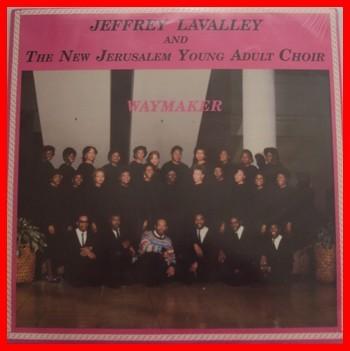 JEFFREY LAVALLEY
AND
THE NEW JERUSALEM YOUNG ADULT CHOIR
WAYMAKER